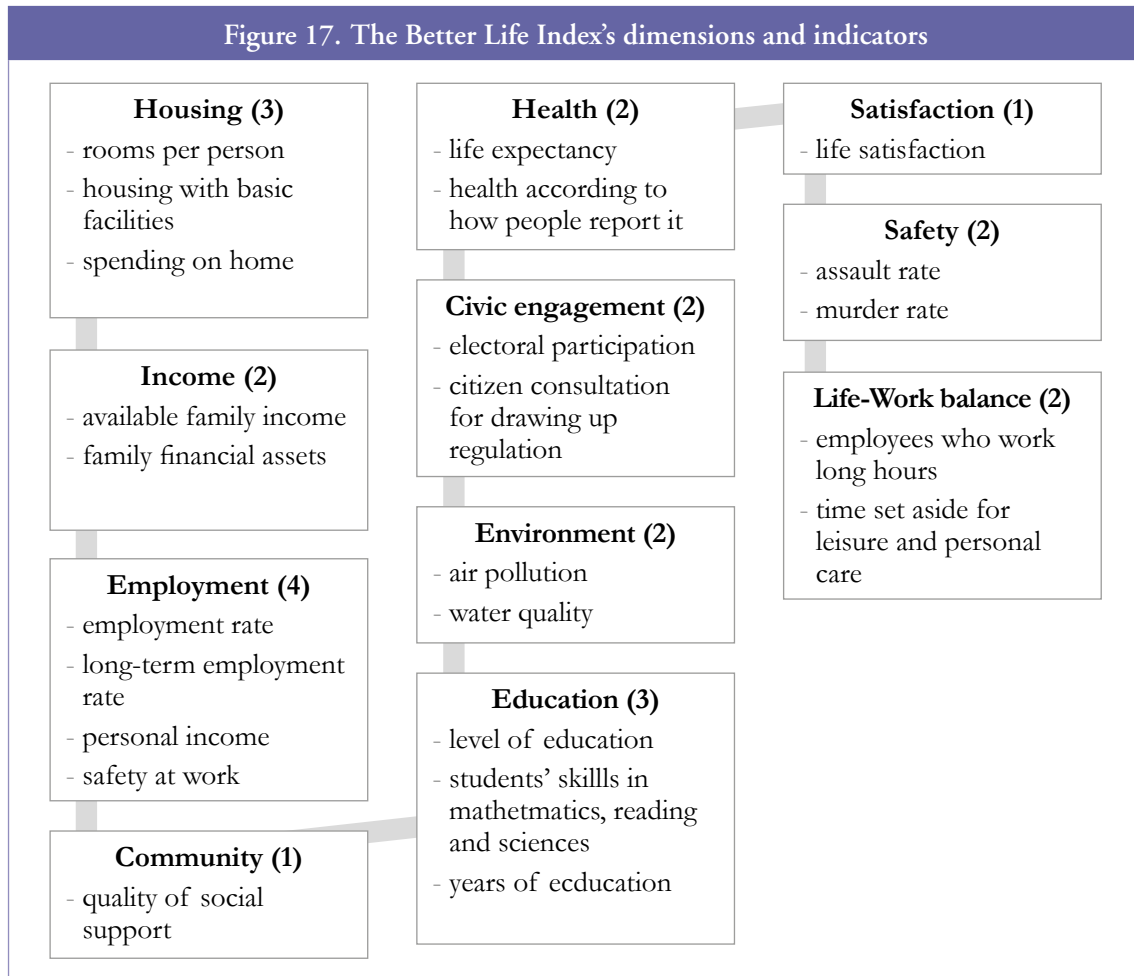 Figure 17. The Better Life Index's dimensions and indicators
Housing (3)
- rooms per person
- housing with basic
facilities
- spending on home
Income (2)
- available family income
- family financial assets
Employment (4)
- employment rate
- long-term employment
rate
- personal income
- safety at work
Community (1)
- quality of social
support
Health (2)
- life expectancy
- health according to
how people report it
Civic engagement (2)
- electoral participation
- citizen consultation
for drawing up
regulation
Environment (2)
- air pollution
- water quality
Education (3)
- level of education
- students' skillls in
mathetmatics, reading
and sciences
- years of ecducation
Satisfaction (1)
- life satisfaction
Safety (2)
- assault rate
- murder rate
Life-Work balance (2)
- employees who work
long hours
- time set aside for
leisure and personal
care